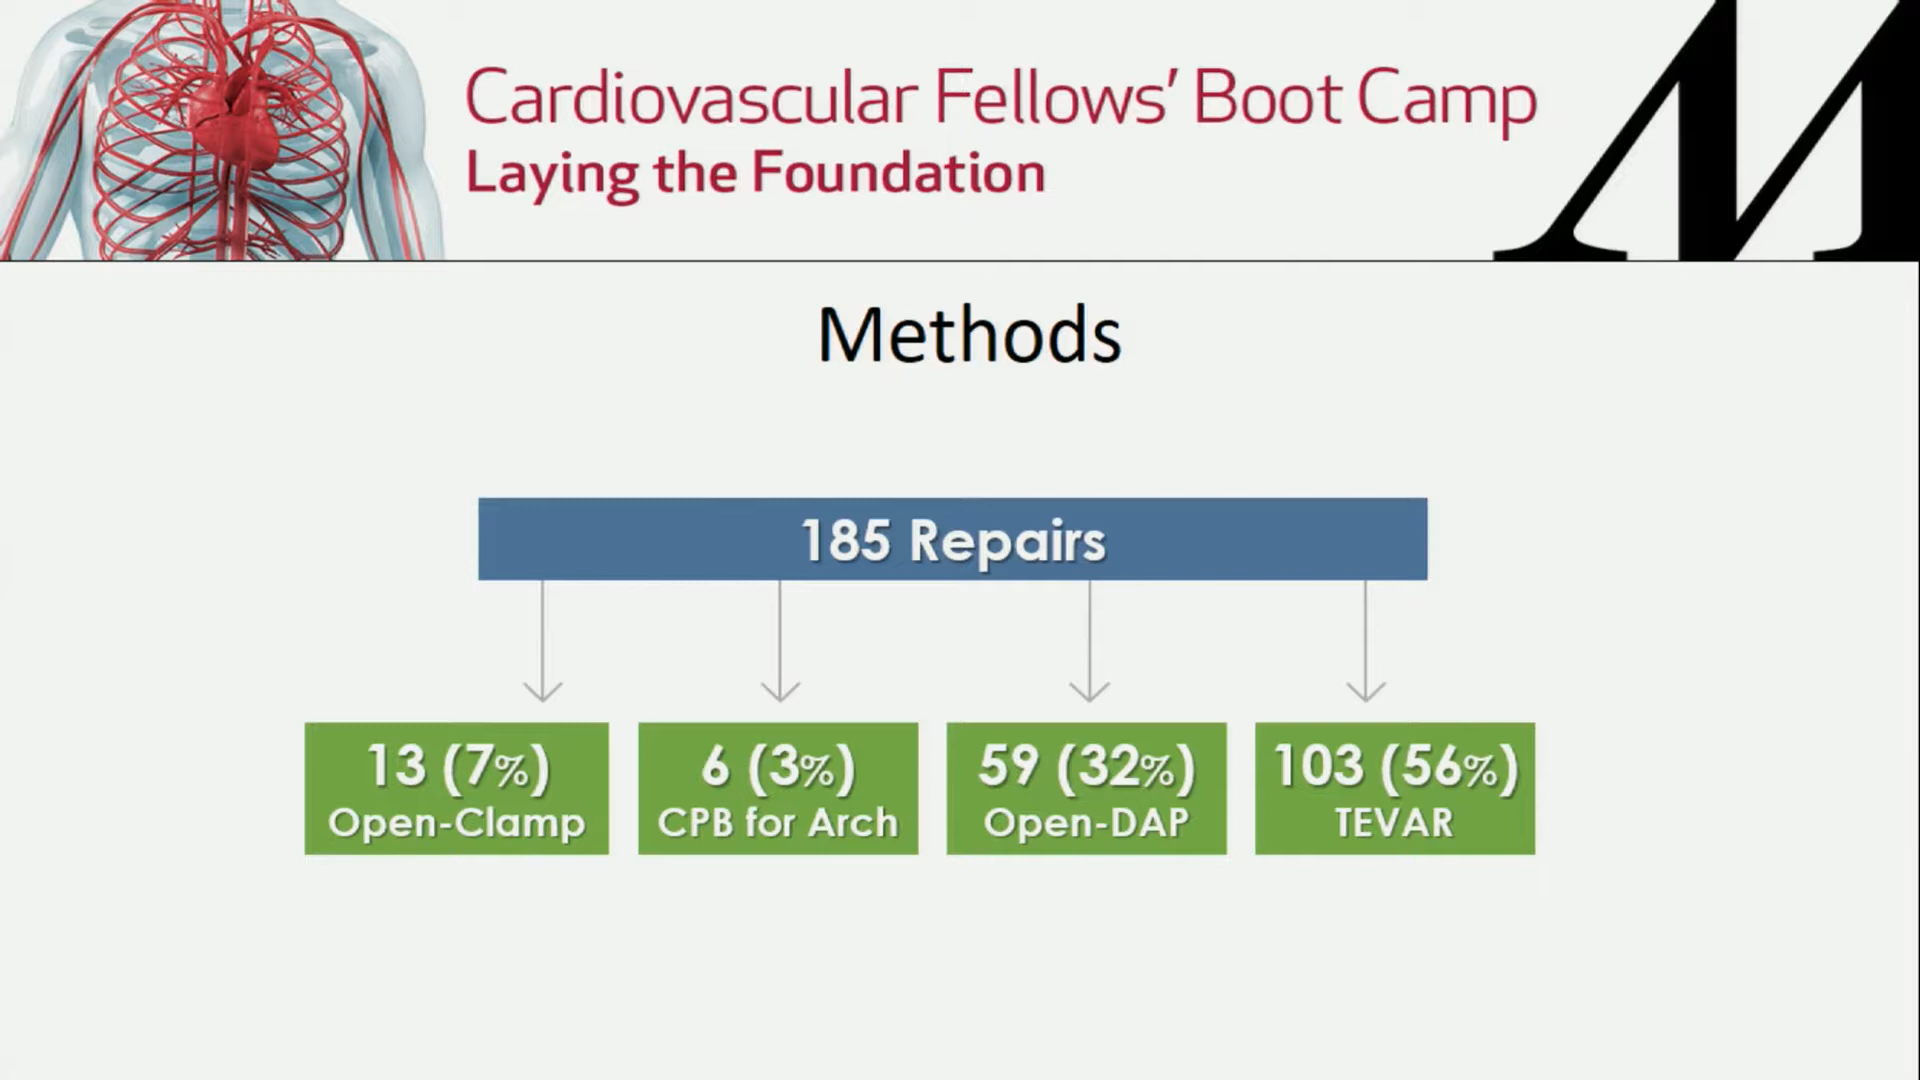 Cardiovascular Fellows' Boot Camp
Laying the Foundation
M
Methods
185 Repairs
13 (7%)
Open-Clamp
6 (3%)
CPB for Arch
59 (32%)
Open-DAP
103 (56%)
TEVAR